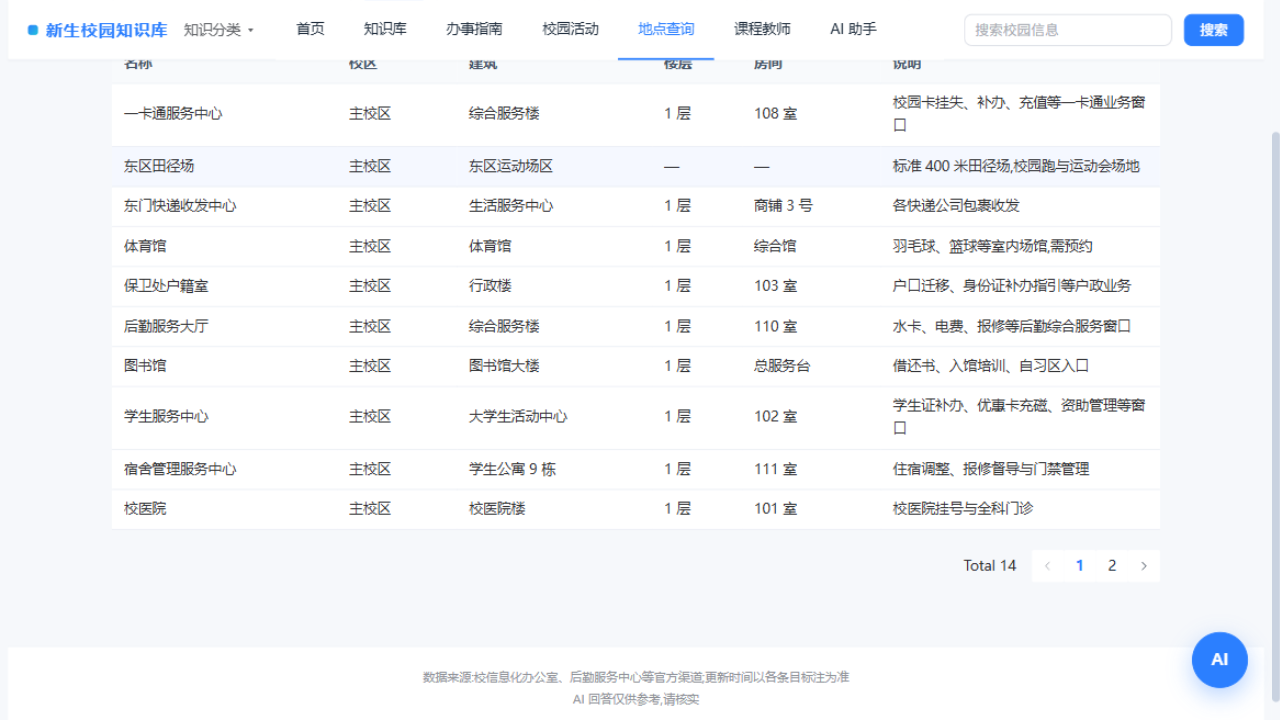 新生校园知识库 知识分类 首页 知识库 办事指南 校园活动 地点查询 课程教师 AI 助手 搜索校园信息 搜索
名称 校区 建筑 楼层 房间 说明
一卡通服务中心 主校区 综合服务楼 1 层 108 室 校园卡挂失、补办、充值等一卡通业务窗
口
东区田径场 主校区 东区运动场区 — — 标准 400 米田径场,校园跑与运动会场地
东门快递收发中心 主校区 生活服务中心 1 层 商铺 3 号 各快递公司包裹收发
体育馆 主校区 体育馆 1 层 综合馆 羽毛球、篮球等室内场馆,需预约
保卫处户籍室 主校区 行政楼 1 层 103 室 户口迁移、身份证补办指引等户政业务
后勤服务大厅 主校区 综合服务楼 1 层 110 室 水卡、电费、报修等后勤综合服务窗口
图书馆 主校区 图书馆大楼 1 层 总服务台 借还书、入馆培训、自习区入口
学生服务中心 主校区 大学生活动中心 1 层 102 室 学生证补办、优惠卡充磁、资助管理等窗
口
宿舍管理服务中心 主校区 学生公寓 9 栋 1 层 111 室 住宿调整、报修督导与门禁管理
校医院 主校区 校医院楼 1 层 101 室 校医院挂号与全科门诊
Total 14 1 2
AI
数据来源:校信息化办公室、后勤服务中心等官方渠道;更新时间以各条目标注为准
AI 回答仅供参考,请核实